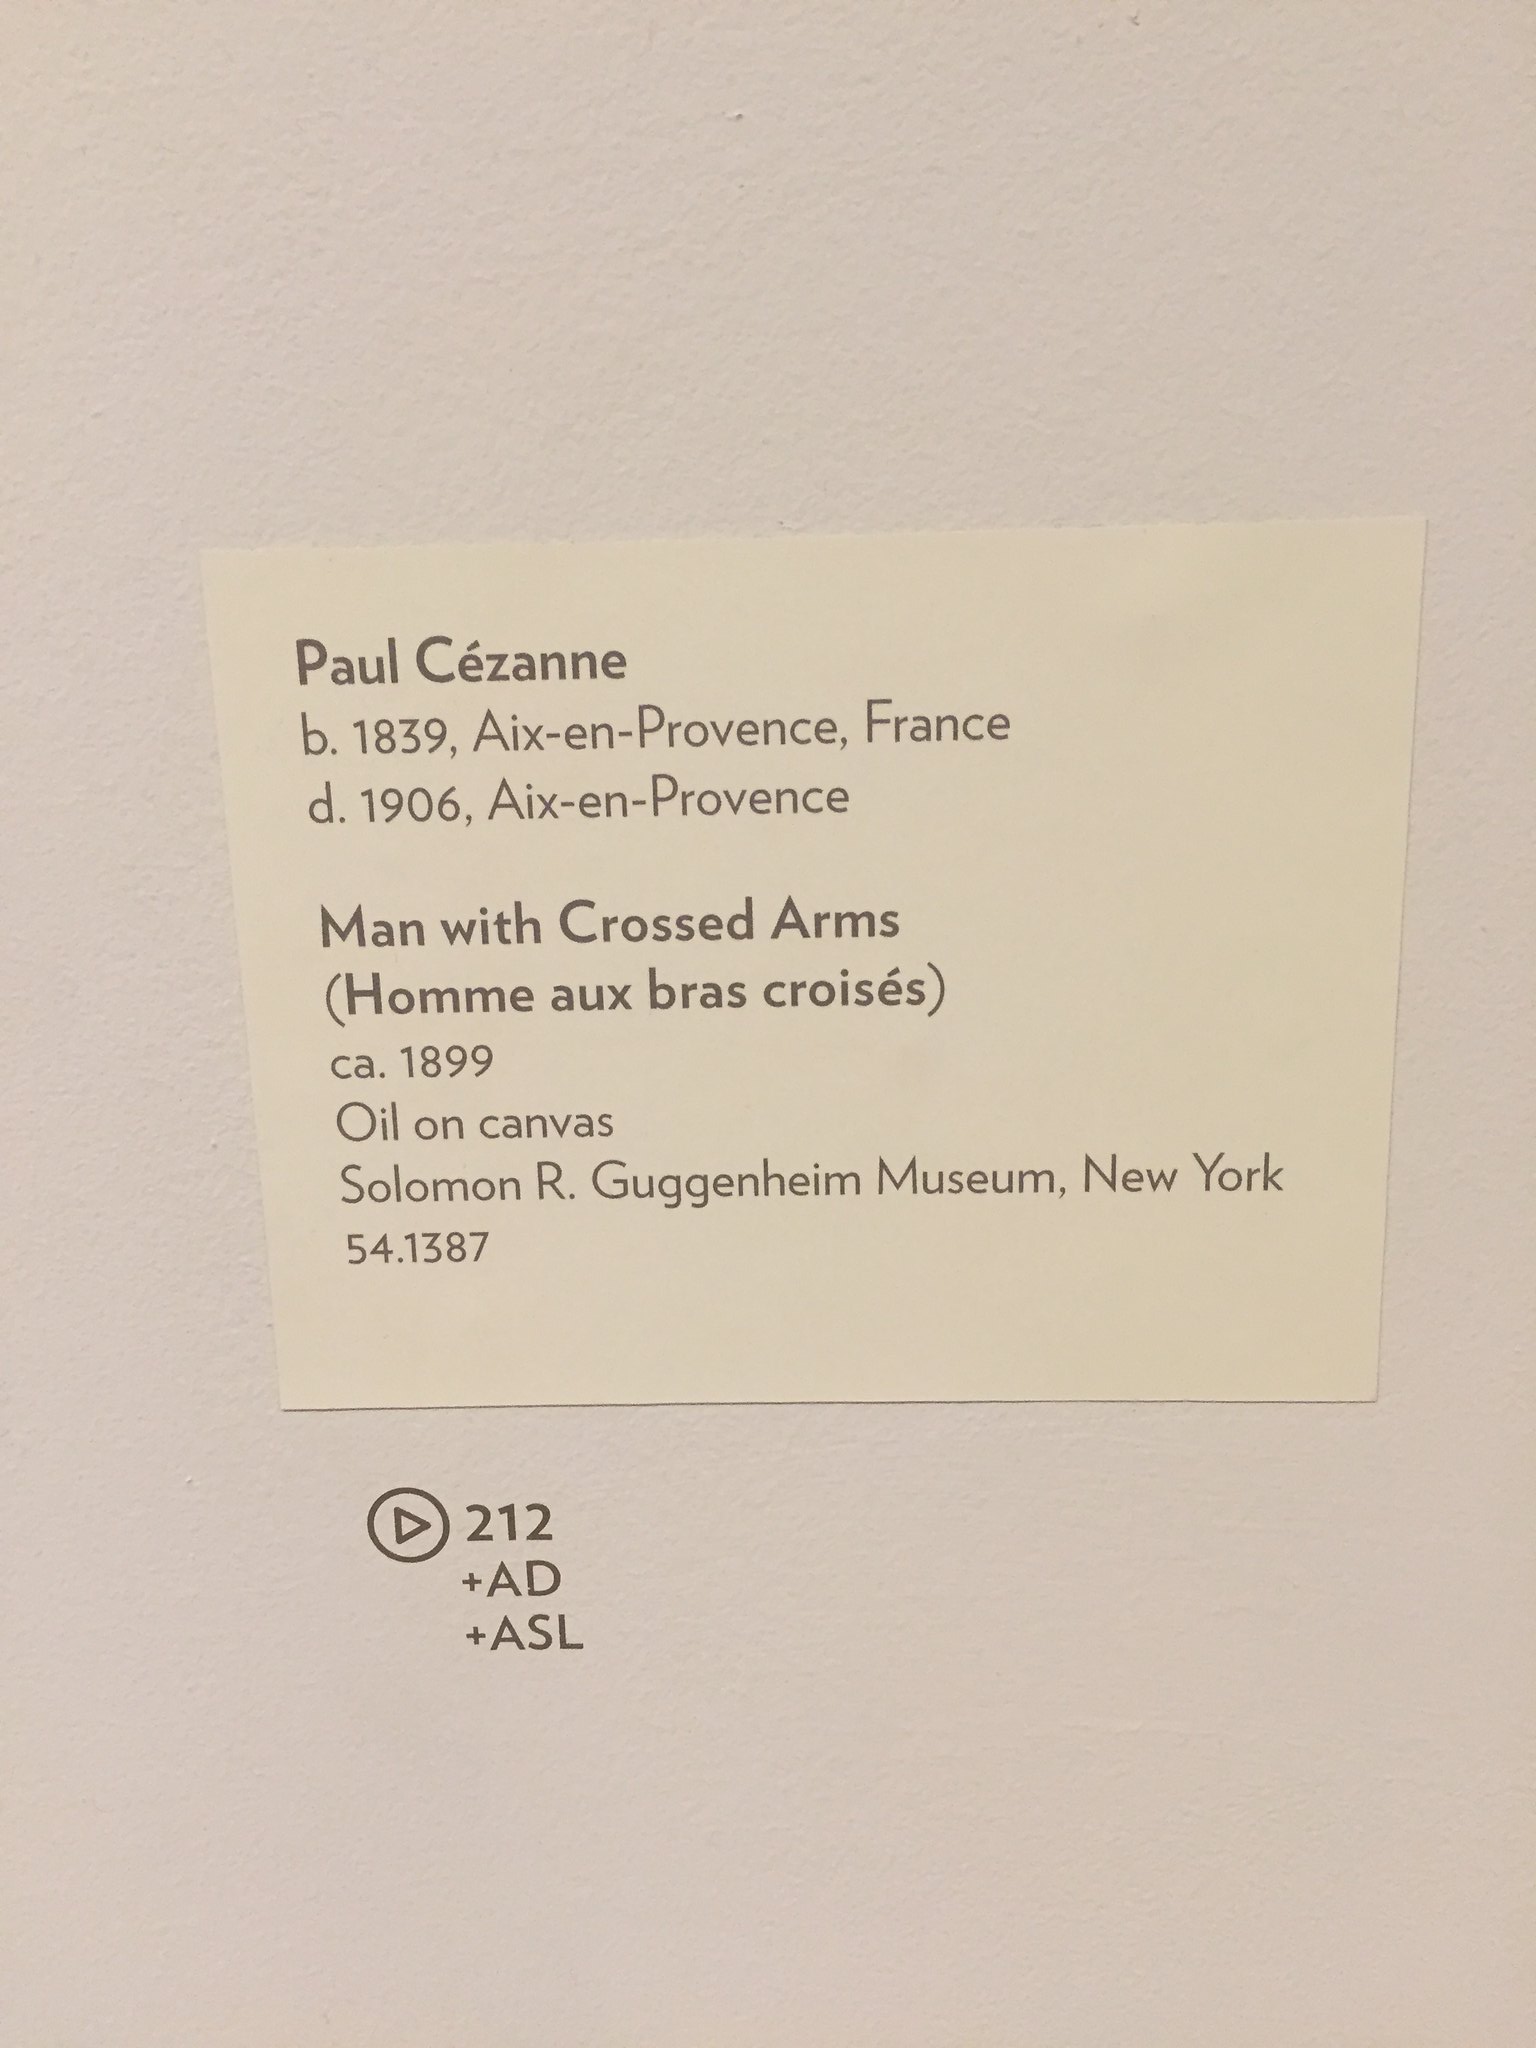 Paul Cézanne
b. 1839, Aix-en-Provence, France
d. 1906, Aix-en-Provence
Man with Crossed Arms
(Homme aux bras croisés)
ca. 1899
Oil on canvas
Solomon R. Guggenheim Museum, New York
54.1387
212
+AD
+ASL